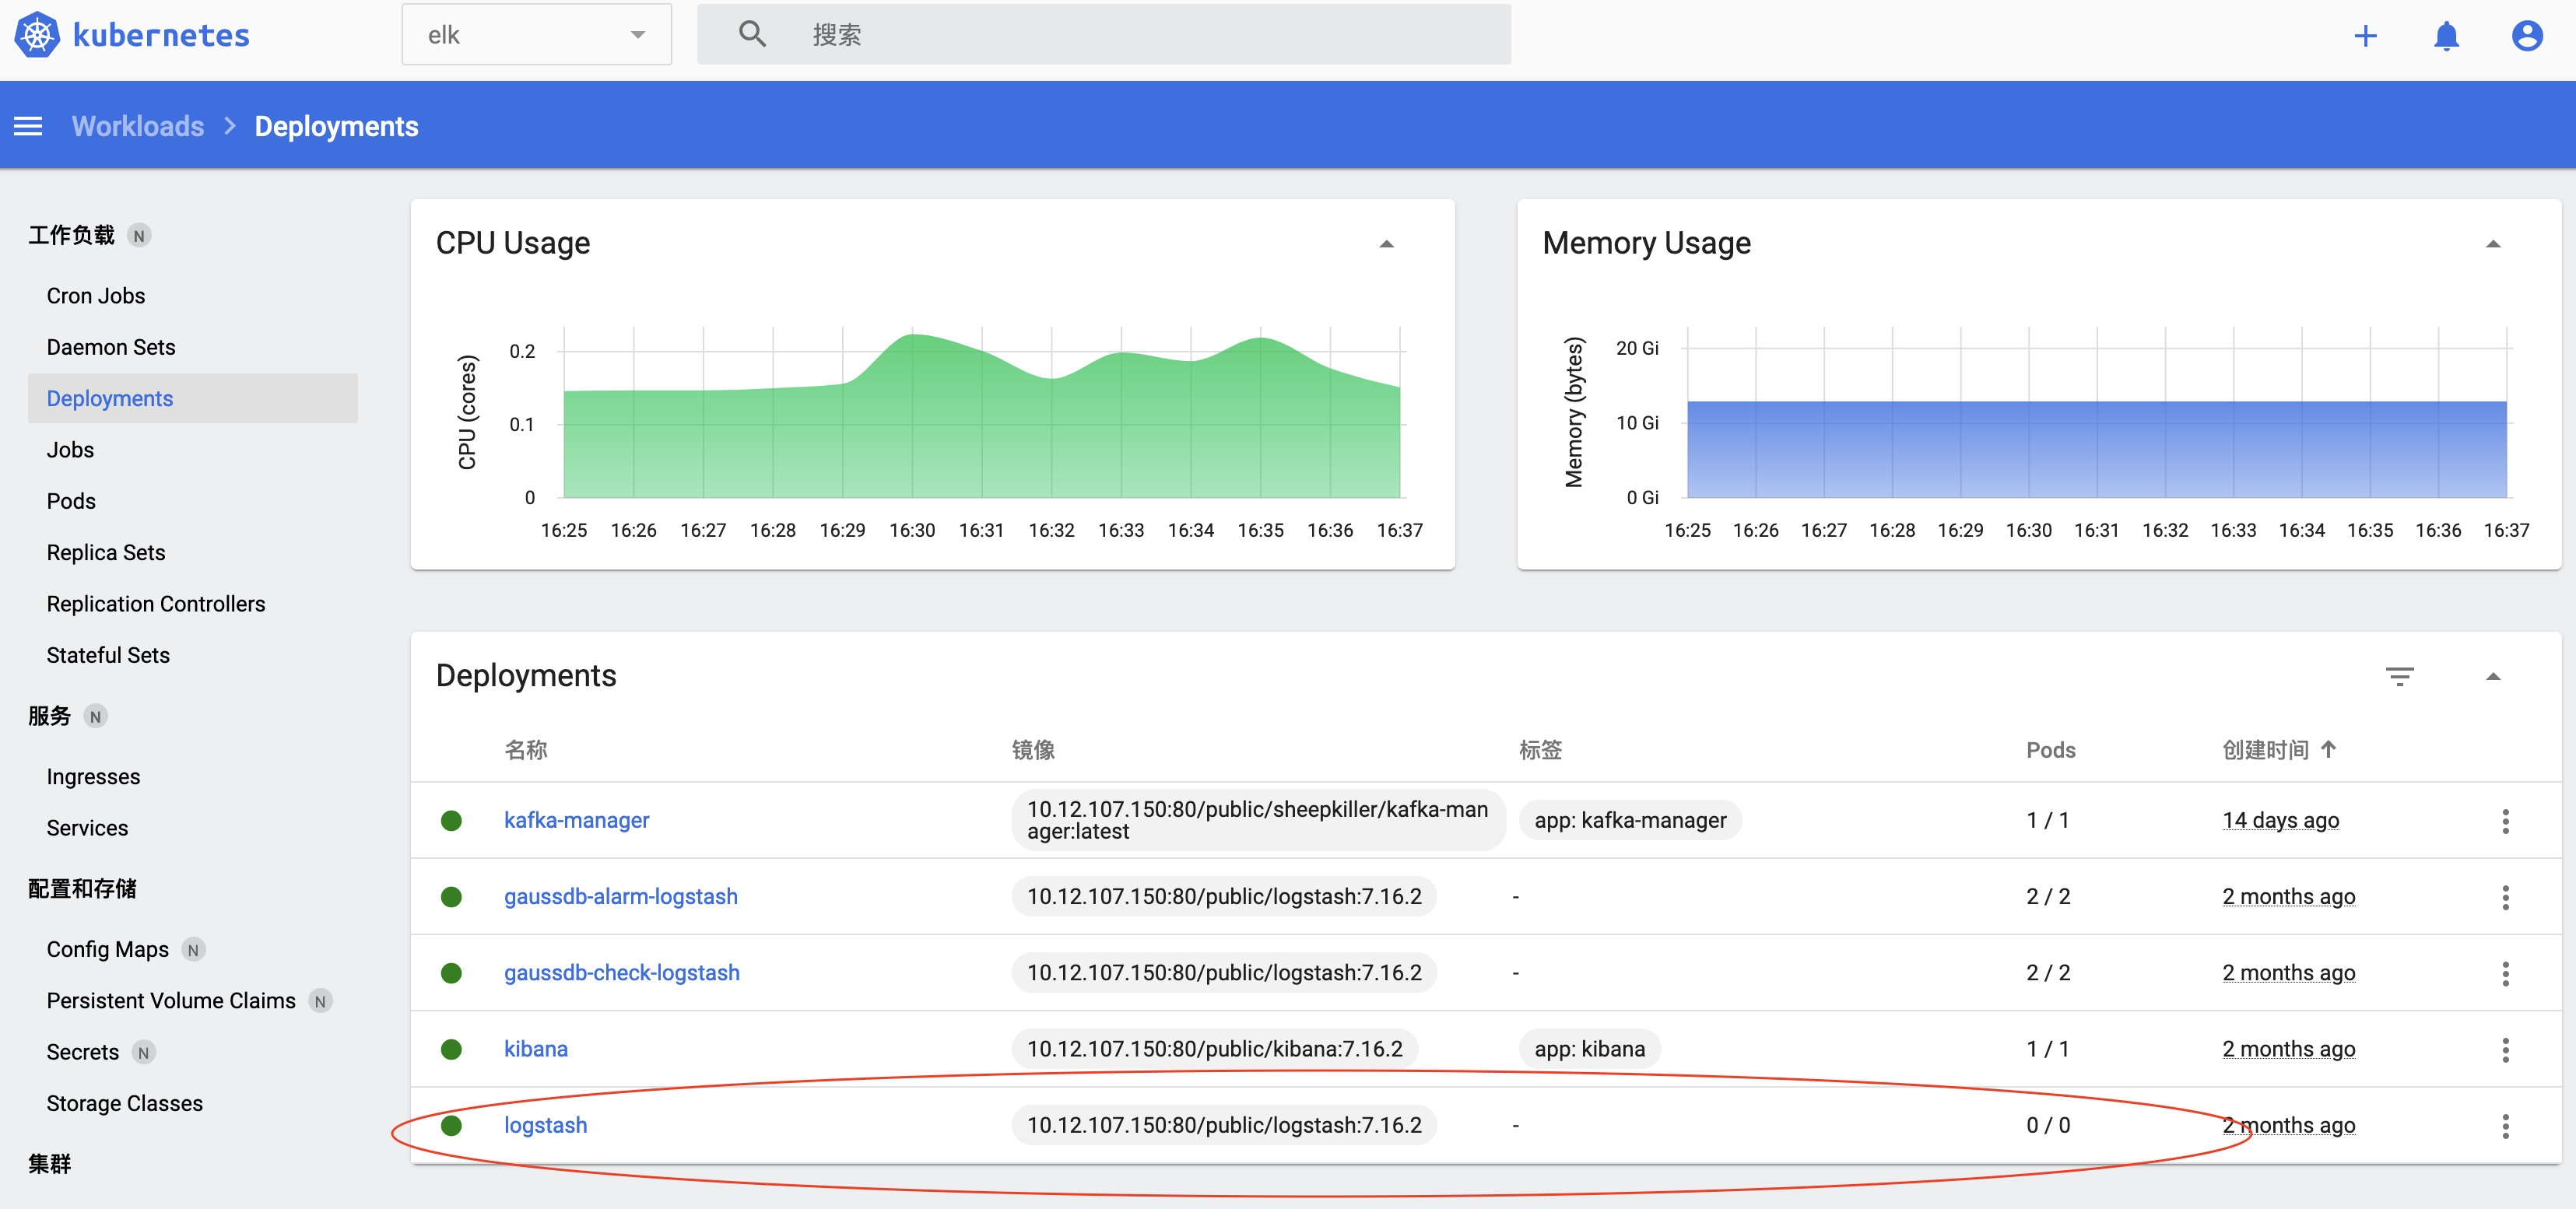 kubernetes
elk
搜索
Workloads
Deployments
工作负载 N
Cron Jobs
Daemon Sets
Deployments
Jobs
Pods
Replica Sets
Replication Controllers
Stateful Sets
服务 N
Ingresses
Services
配置和存储
Config Maps N
Persistent Volume Claims N
Secrets N
Storage Classes
集群
CPU Usage
CPU (cores)
0.2
0.1
0
16:25 16:26 16:27 16:28 16:29 16:30 16:31 16:32 16:33 16:34 16:35 16:36 16:37
Memory Usage
Memory (bytes)
20 Gi
10 Gi
0 Gi
16:25 16:26 16:27 16:28 16:29 16:30 16:31 16:32 16:33 16:34 16:35 16:36 16:37
Deployments
名称 镜像 标签 Pods 创建时间
kafka-manager 10.12.107.150:80/public/sheepkiller/kafka-man
ager:latest app: kafka-manager 1 / 1 14 days ago
gaussdb-alarm-logstash 10.12.107.150:80/public/logstash:7.16.2 - 2 / 2 2 months ago
gaussdb-check-logstash 10.12.107.150:80/public/logstash:7.16.2 - 2 / 2 2 months ago
kibana 10.12.107.150:80/public/kibana:7.16.2 app: kibana 1 / 1 2 months ago
logstash 10.12.107.150:80/public/logstash:7.16.2 - 0 / 0 2 months ago